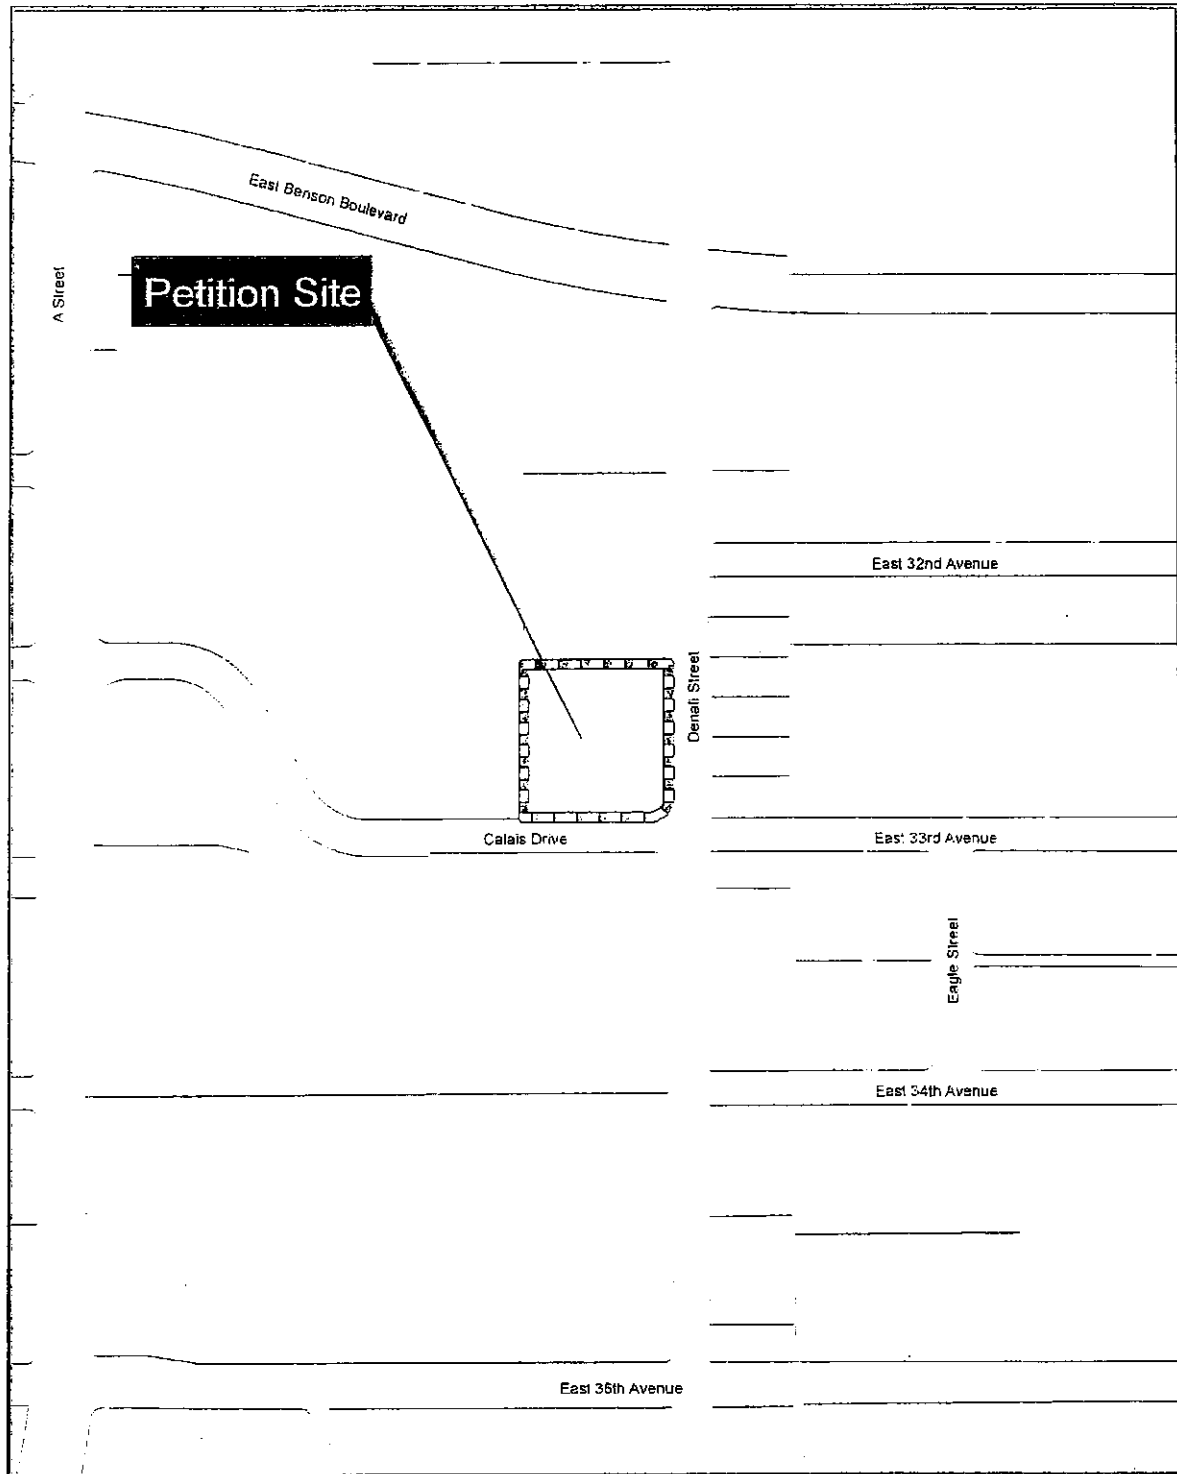 East Benson Boulevard
A Street
Petition Site
East 32nd Avenue
Denali Street
Calais Drive
East 33rd Avenue
Eagle Street
East 34th Avenue
East 36th Avenue